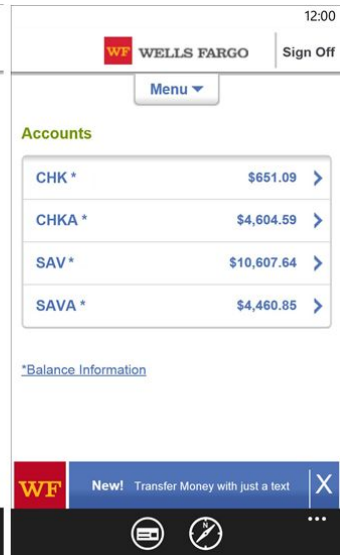 12:00
WF WELLS FARGO Sign Off
Menu
Accounts
CHK * $651.09
CHKA * $4,604.59
SAV * $10,607.64
SAVA * $4,460.85
*Balance Information
WF New! Transfer Money with just a text X
N